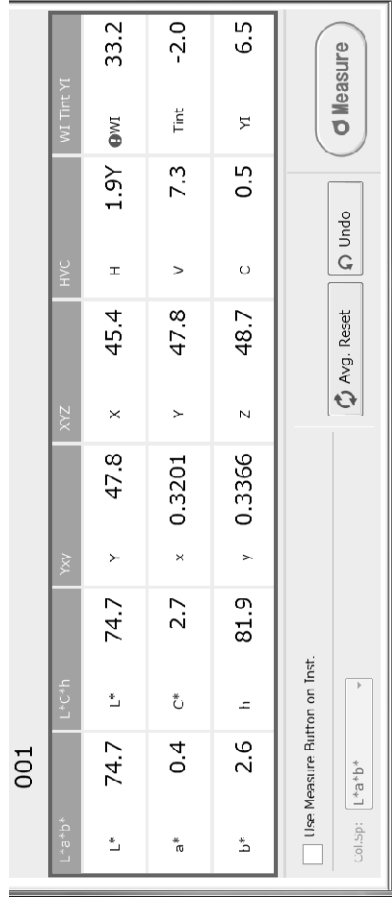 001
L*a*b* L*C*h Yxy XYZ HVC WI Tint YI
L* 74.7 L* 74.7 Y 47.8 X 45.4 H 1.9Y WI 33.2
a* 0.4 C* 2.7 x 0.3201 Y 47.8 V 7.3 Tint -2.0
b* 2.6 h 81.9 y 0.3366 Z 48.7 C 0.5 YI 6.5
Use Measure Button on Inst.
Col.Sp: L*a*b*
Avg. Reset Undo
Measure